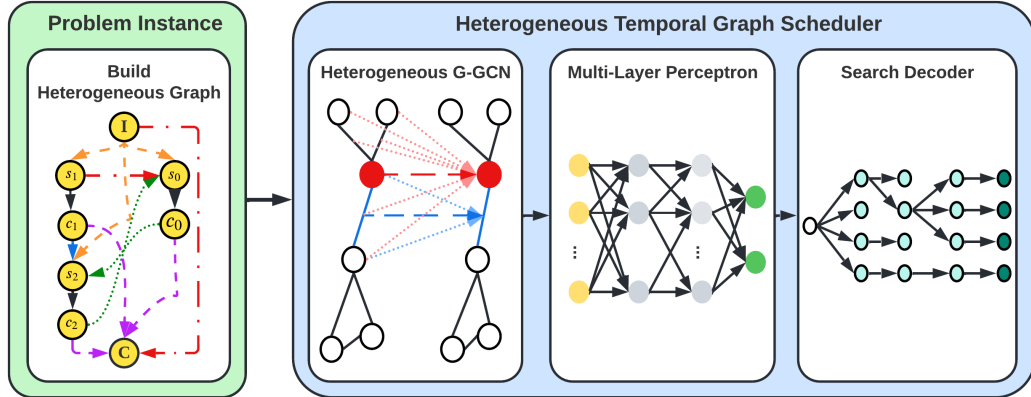 Problem Instance
Heterogeneous Temporal Graph Scheduler
Build
Heterogeneous Graph
I
s₁
s₀
c₁
c₀
s₂
c₂
C
Heterogeneous G-GCN
Multi-Layer Perceptron
...
...
Search Decoder